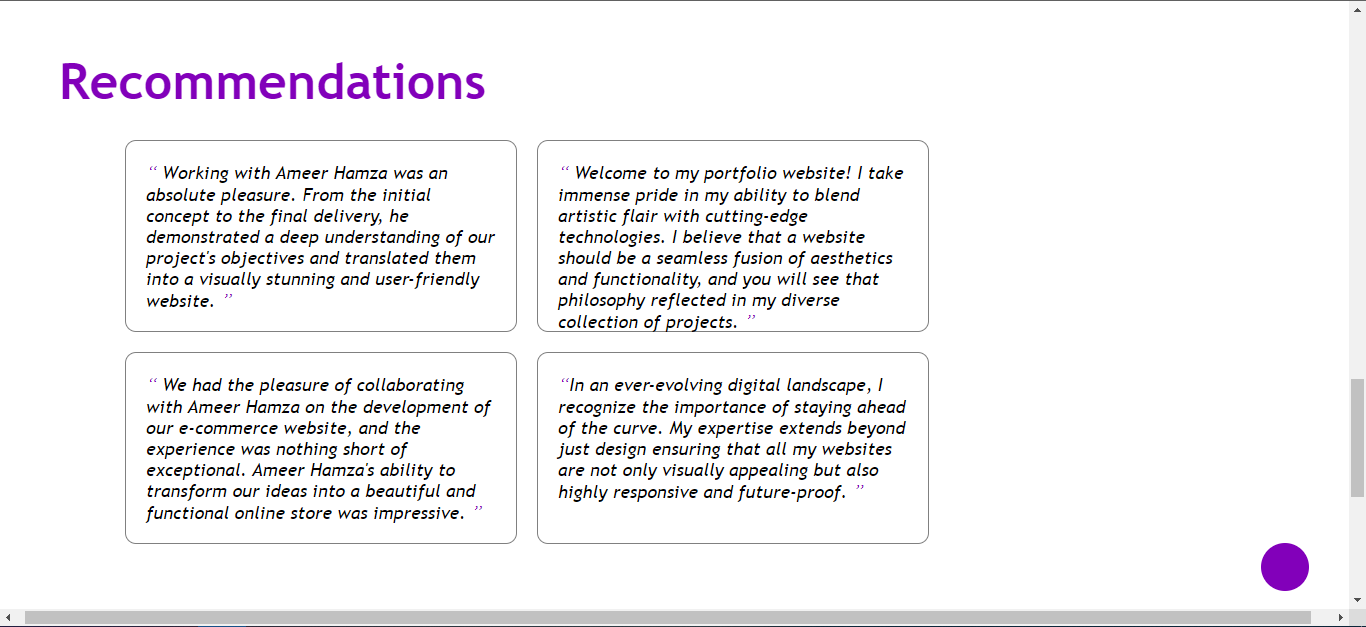 Recommendations
“ Working with Ameer Hamza was an
absolute pleasure. From the initial
concept to the final delivery, he
demonstrated a deep understanding of our
project's objectives and translated them
into a visually stunning and user-friendly
website. ”
“ Welcome to my portfolio website! I take
immense pride in my ability to blend
artistic flair with cutting-edge
technologies. I believe that a website
should be a seamless fusion of aesthetics
and functionality, and you will see that
philosophy reflected in my diverse
collection of projects. ”
“ We had the pleasure of collaborating
with Ameer Hamza on the development of
our e-commerce website, and the
experience was nothing short of
exceptional. Ameer Hamza's ability to
transform our ideas into a beautiful and
functional online store was impressive. ”
“In an ever-evolving digital landscape, I
recognize the importance of staying ahead
of the curve. My expertise extends beyond
just design ensuring that all my websites
are not only visually appealing but also
highly responsive and future-proof. ”